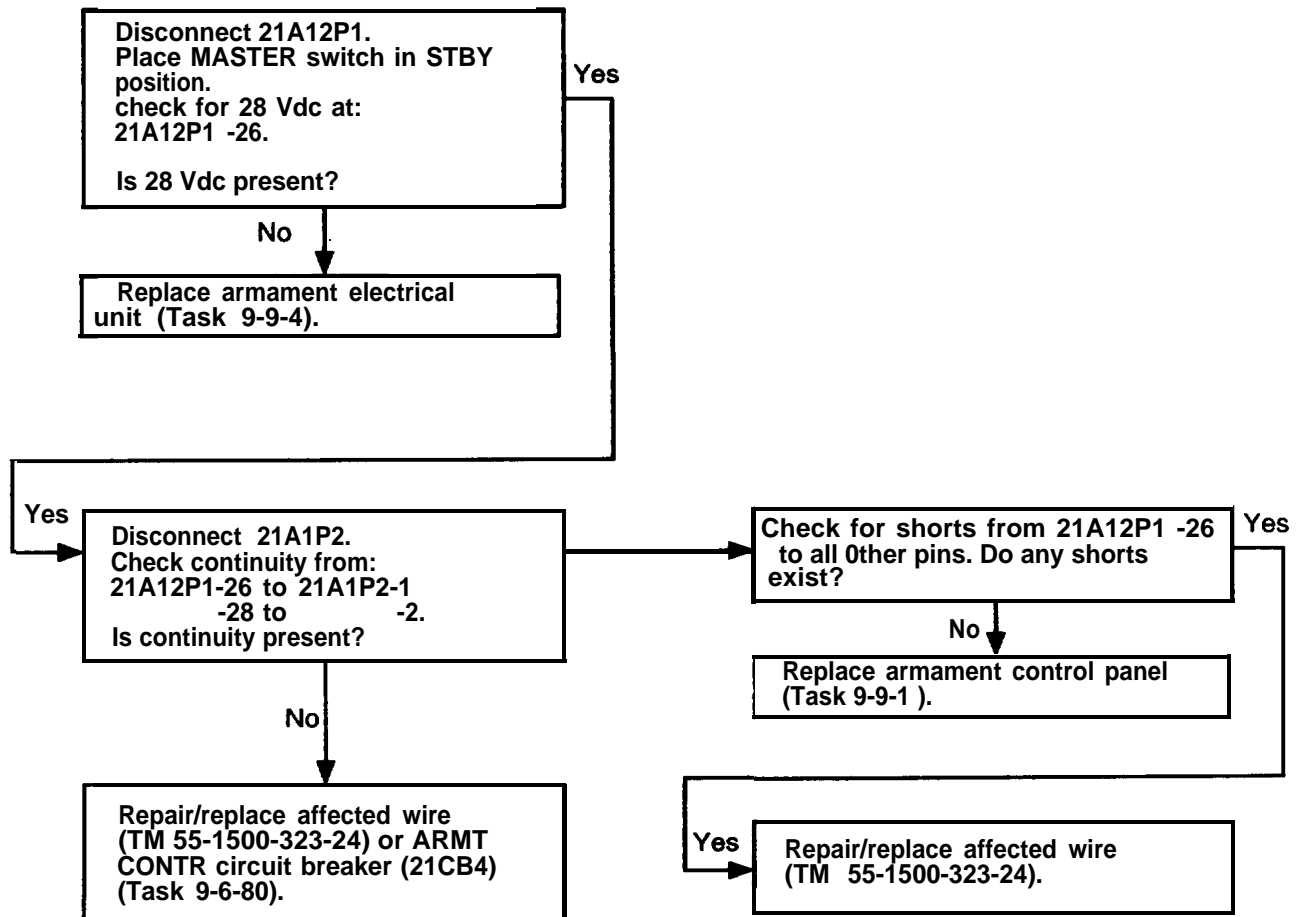 Disconnect 21A12P1.
Place MASTER switch in STBY
position.
check for 28 Vdc at:
21A12P1 -26.
Is 28 Vdc present?
Yes
No
Replace armament electrical
unit (Task 9-9-4).
Yes
Disconnect 21A1P2.
Check continuity from:
21A12P1-26 to 21A1P2-1
-28 to -2.
Is continuity present?
Check for shorts from 21A12P1 -26
to all 0ther pins. Do any shorts
exist?
Yes
No
Replace armament control panel
(Task 9-9-1 ).
No
Repair/replace affected wire
(TM 55-1500-323-24) or ARMT
CONTR circuit breaker (21CB4)
(Task 9-6-80).
Yes
Repair/replace affected wire
(TM 55-1500-323-24).